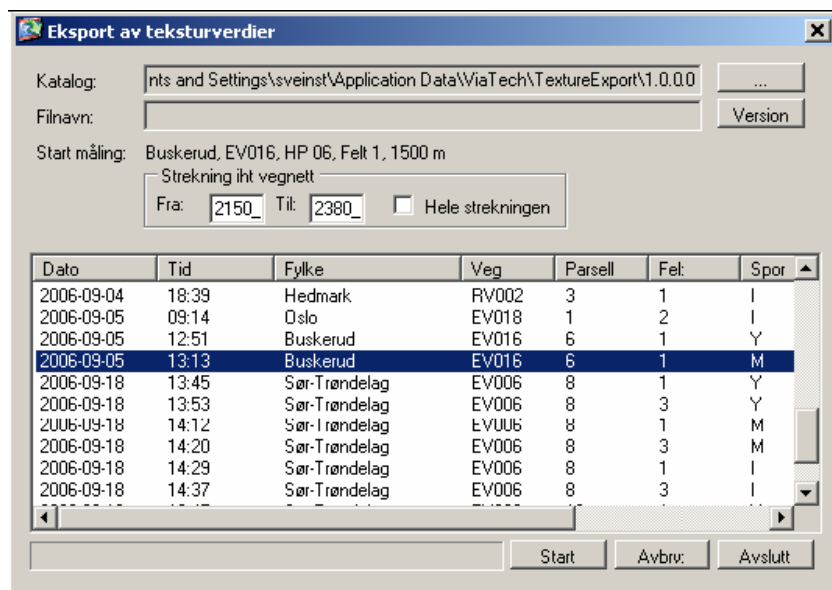 Eksport av teksturverdier
Katalog: nts and Settings\sveinst\Application Data\ViaTech\TextureExport\1.0.0.0 ...
Filnavn: Version
Start måling: Buskerud, EV016, HP 06, Felt 1, 1500 m
Strekning iht vegnett
Fra: 2150_ Til: 2380_ Hele strekningen
Dato Tid Fylke Veg Parsell Fel: Spor
2006-09-04 18:39 Hedmark RV002 3 1 I
2006-09-05 09:14 Oslo EV018 1 2 I
2006-09-05 12:51 Buskerud EV016 6 1 Y
2006-09-05 13:13 Buskerud EV016 6 1 M
2006-09-18 13:45 Sør-Trøndelag EV006 8 1 Y
2006-09-18 13:53 Sør-Trøndelag EV006 8 3 Y
2006-09-18 14:12 Sør-Trøndelag EV006 8 1 M
2006-09-18 14:20 Sør-Trøndelag EV006 8 3 M
2006-09-18 14:29 Sør-Trøndelag EV006 8 1 I
2006-09-18 14:37 Sør-Trøndelag EV006 8 3 I
Start Avbrv: Avslutt